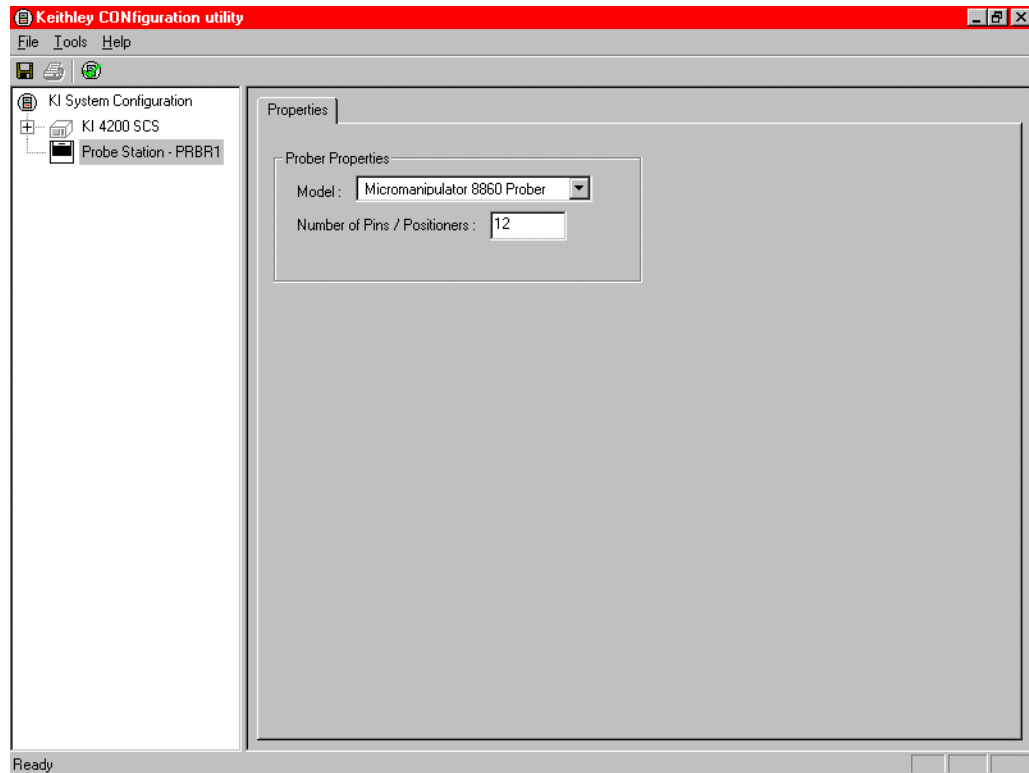 Keithley CONfiguration utility
File Tools Help
KI System Configuration
KI 4200 SCS
Probe Station - PRBR1
Properties
Prober Properties
Model : Micromanipulator 8860 Prober
Number of Pins / Positioners : 12
Ready